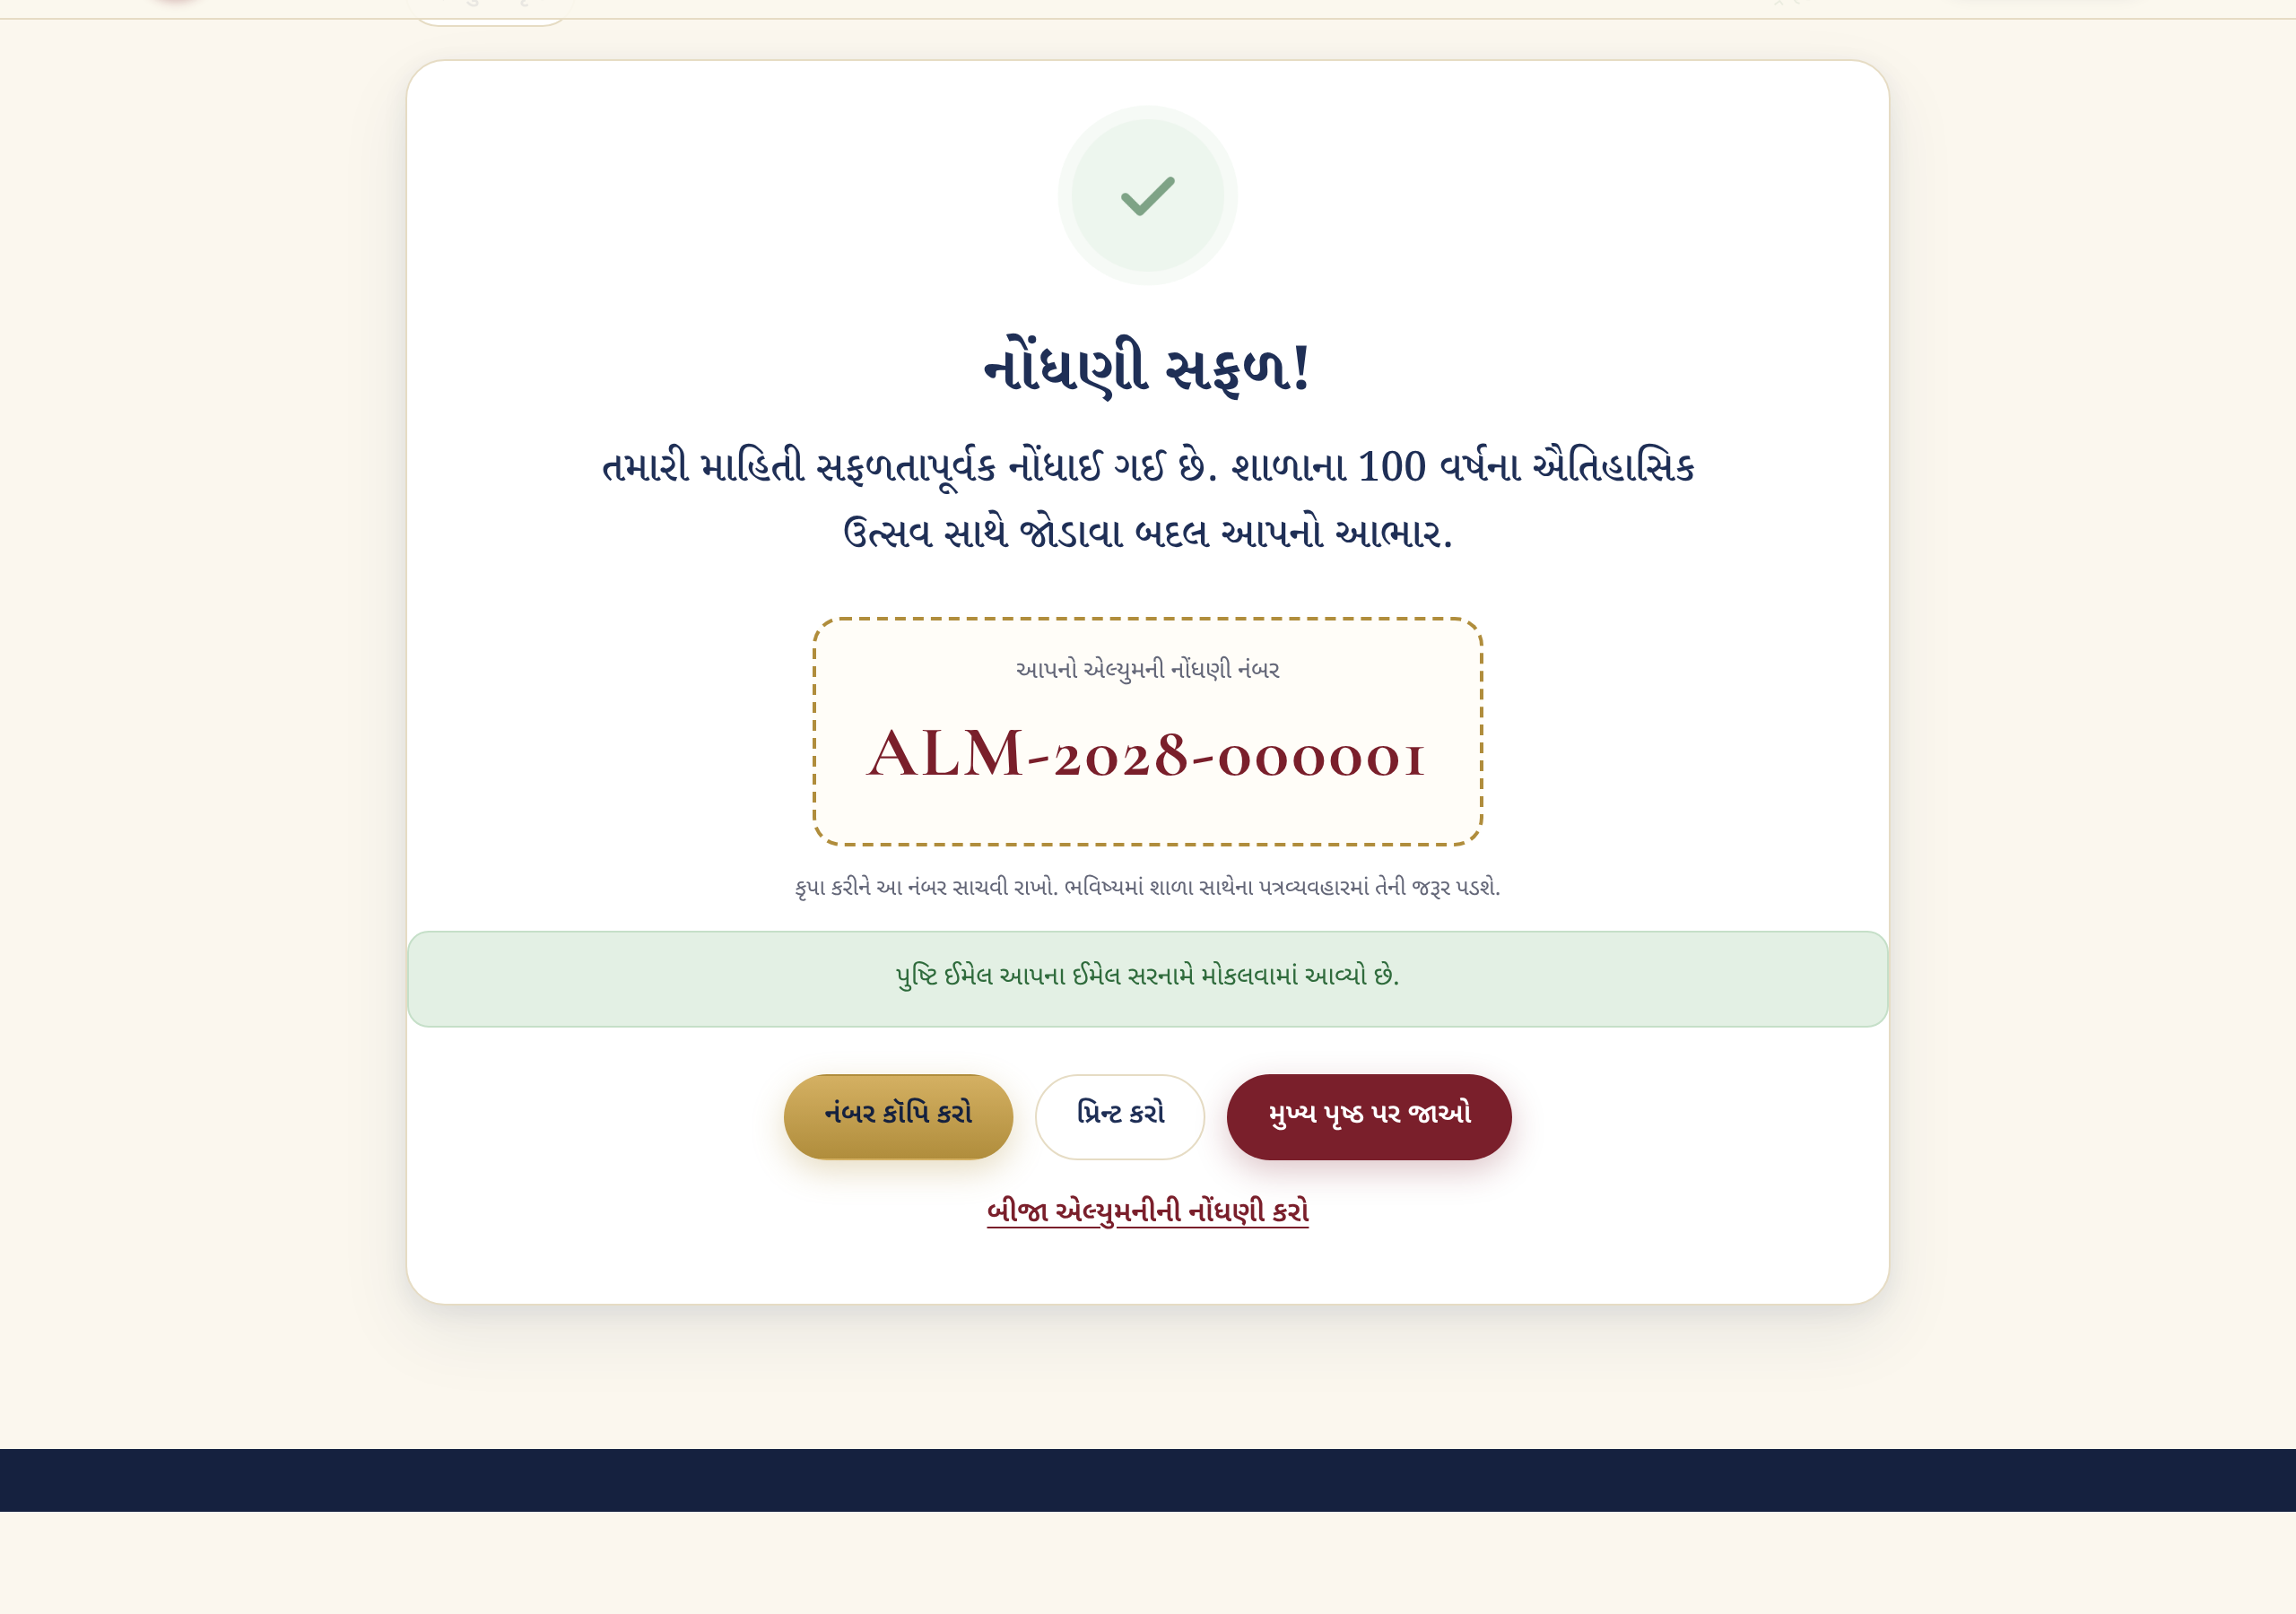 નોંધણી સફળ!
તમારી માહિતી સફળતાપૂર્વક નોંધાઈ ગઈ છે. શાળાના 100 વર્ષના ઐતિહાસિક
ઉત્સવ સાથે જોડાવા બદલ આપનો આભાર.
આપનો એલ્યુમની નોંધણી નંબર
ALM-2028-000001
કૃપા કરીને આ નંબર સાચવી રાખો. ભવિષ્યમાં શાળા સાથેના પત્રવ્યવહારમાં તેની જરૂર પડશે.
પુષ્ટિ ઈમેલ આપના ઈમેલ સરનામે મોકલવામાં આવ્યો છે.
નંબર કૉપિ કરો
પ્રિન્ટ કરો
મુખ્ય પૃષ્ઠ પર જાઓ
બીજા એલ્યુમનીની નોંધણી કરો